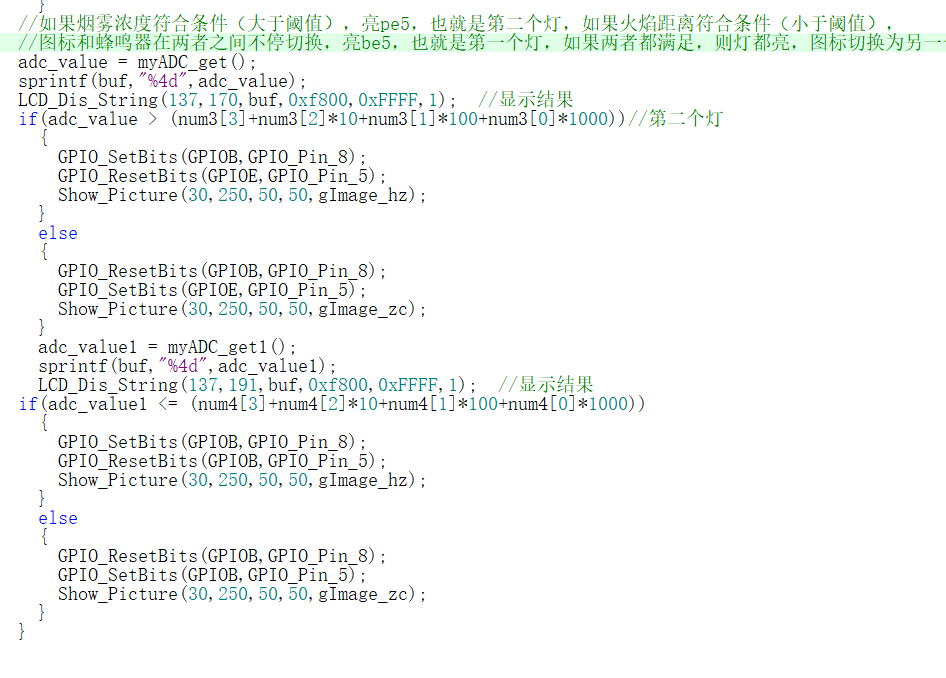 }
//如果烟雾浓度符合条件（大于阈值），亮pe5，也就是第二个灯，如果火焰距离符合条件（小于阈值），
//图标和蜂鸣器在两者之间不停切换，亮be5，也就是第一个灯，如果两者都满足，则灯都亮，图标切换为另一
adc_value = myADC_get();
sprintf(buf,"%4d",adc_value);
LCD_Dis_String(137,170,buf,0xf800,0xFFFF,1);  //显示结果
if(adc_value > (num3[3]+num3[2]*10+num3[1]*100+num3[0]*1000))//第二个灯
{
GPIO_SetBits(GPIOB,GPIO_Pin_8);
GPIO_ResetBits(GPIOE,GPIO_Pin_5);
Show_Picture(30,250,50,50,gImage_hz);
}
else
{
GPIO_ResetBits(GPIOB,GPIO_Pin_8);
GPIO_SetBits(GPIOE,GPIO_Pin_5);
Show_Picture(30,250,50,50,gImage_zc);
}
adc_value1 = myADC_get1();
sprintf(buf,"%4d",adc_value1);
LCD_Dis_String(137,191,buf,0xf800,0xFFFF,1);  //显示结果
if(adc_value1 <= (num4[3]+num4[2]*10+num4[1]*100+num4[0]*1000))
{
GPIO_SetBits(GPIOB,GPIO_Pin_8);
GPIO_ResetBits(GPIOB,GPIO_Pin_5);
Show_Picture(30,250,50,50,gImage_hz);
}
else
{
GPIO_ResetBits(GPIOB,GPIO_Pin_8);
GPIO_SetBits(GPIOB,GPIO_Pin_5);
Show_Picture(30,250,50,50,gImage_zc);
}
}